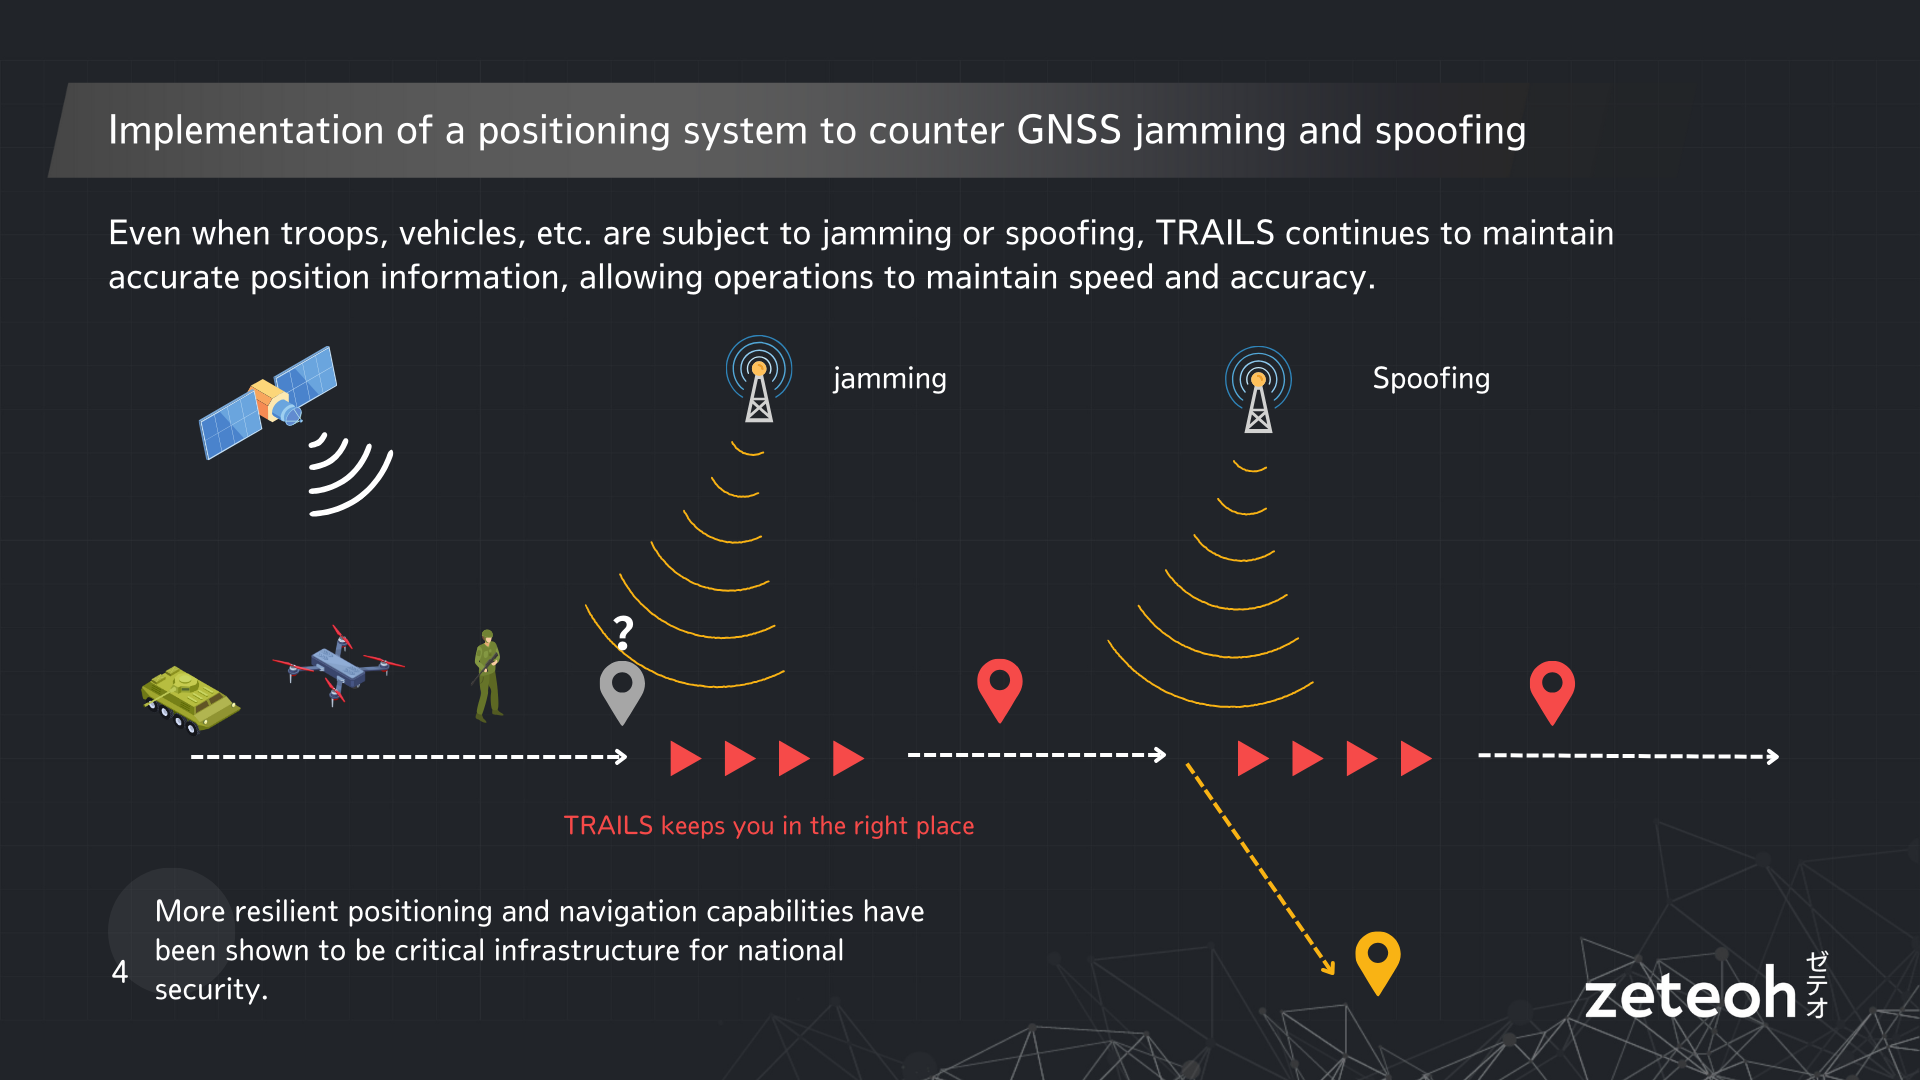 Implementation of a positioning system to counter GNSS jamming and spoofing
Even when troops, vehicles, etc. are subject to jamming or spoofing, TRAILS continues to maintain
accurate position information, allowing operations to maintain speed and accuracy.
jamming
Spoofing
?
TRAILS keeps you in the right place
More resilient positioning and navigation capabilities have
been shown to be critical infrastructure for national
security.
4
zeteoh
ゼテオ